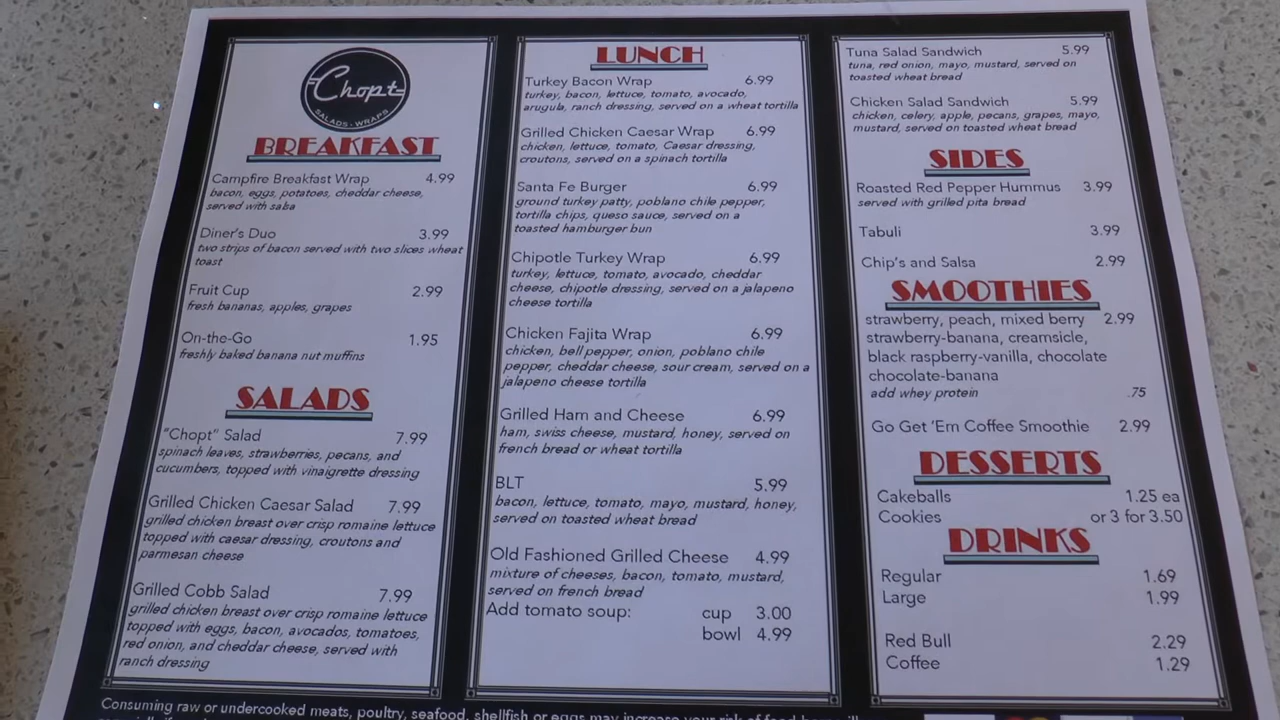 Chopt
SALADS · WRAPS
BREAKFAST
Campfire Breakfast Wrap 4.99
bacon, eggs, potatoes, cheddar cheese,
served with salsa
Diner's Duo 3.99
two strips of bacon served with two slices wheat
toast
Fruit Cup 2.99
fresh bananas, apples, grapes
On-the-Go 1.95
freshly baked banana nut muffins
SALADS
"Chopt" Salad 7.99
spinach leaves, strawberries, pecans, and
cucumbers, topped with vinaigrette dressing
Grilled Chicken Caesar Salad 7.99
grilled chicken breast over crisp romaine lettuce
topped with caesar dressing, croutons and
parmesan cheese
Grilled Cobb Salad 7.99
grilled chicken breast over crisp romaine lettuce
topped with eggs, bacon, avocados, tomatoes,
red onion, and cheddar cheese, served with
ranch dressing
LUNCH
Turkey Bacon Wrap 6.99
turkey, bacon, lettuce, tomato, avocado,
arugula, ranch dressing, served on a wheat tortilla
Grilled Chicken Caesar Wrap 6.99
chicken, lettuce, tomato, Caesar dressing,
croutons, served on a spinach tortilla
Santa Fe Burger 6.99
ground turkey patty, poblano chile pepper,
tortilla chips, queso sauce, served on a
toasted hamburger bun
Chipotle Turkey Wrap 6.99
turkey, lettuce, tomato, avocado, cheddar
cheese, chipotle dressing, served on a jalapeno
cheese tortilla
Chicken Fajita Wrap 6.99
chicken, bell pepper, onion, poblano chile
pepper, cheddar cheese, sour cream, served on a
jalapeno cheese tortilla
Grilled Ham and Cheese 6.99
ham, swiss cheese, mustard, honey, served on
french bread or wheat tortilla
BLT 5.99
bacon, lettuce, tomato, mayo, mustard, honey,
served on toasted wheat bread
Old Fashioned Grilled Cheese 4.99
mixture of cheeses, bacon, tomato, mustard,
served on french bread
Add tomato soup: cup 3.00
bowl 4.99
Tuna Salad Sandwich 5.99
tuna, red onion, mayo, mustard, served on
toasted wheat bread
Chicken Salad Sandwich 5.99
chicken, celery, apple, pecans, grapes, mayo,
mustard, served on toasted wheat bread
SIDES
Roasted Red Pepper Hummus 3.99
served with grilled pita bread
Tabuli 3.99
Chip's and Salsa 2.99
SMOOTHIES
strawberry, peach, mixed berry 2.99
strawberry-banana, creamsicle,
black raspberry-vanilla, chocolate
chocolate-banana
add whey protein .75
Go Get 'Em Coffee Smoothie 2.99
DESSERTS
Cakeballs 1.25 ea
Cookies or 3 for 3.50
DRINKS
Regular 1.69
Large 1.99
Red Bull 2.29
Coffee 1.29
Consuming raw or undercooked meats, poultry, seafood, shellfish or eggs may increase your risk of